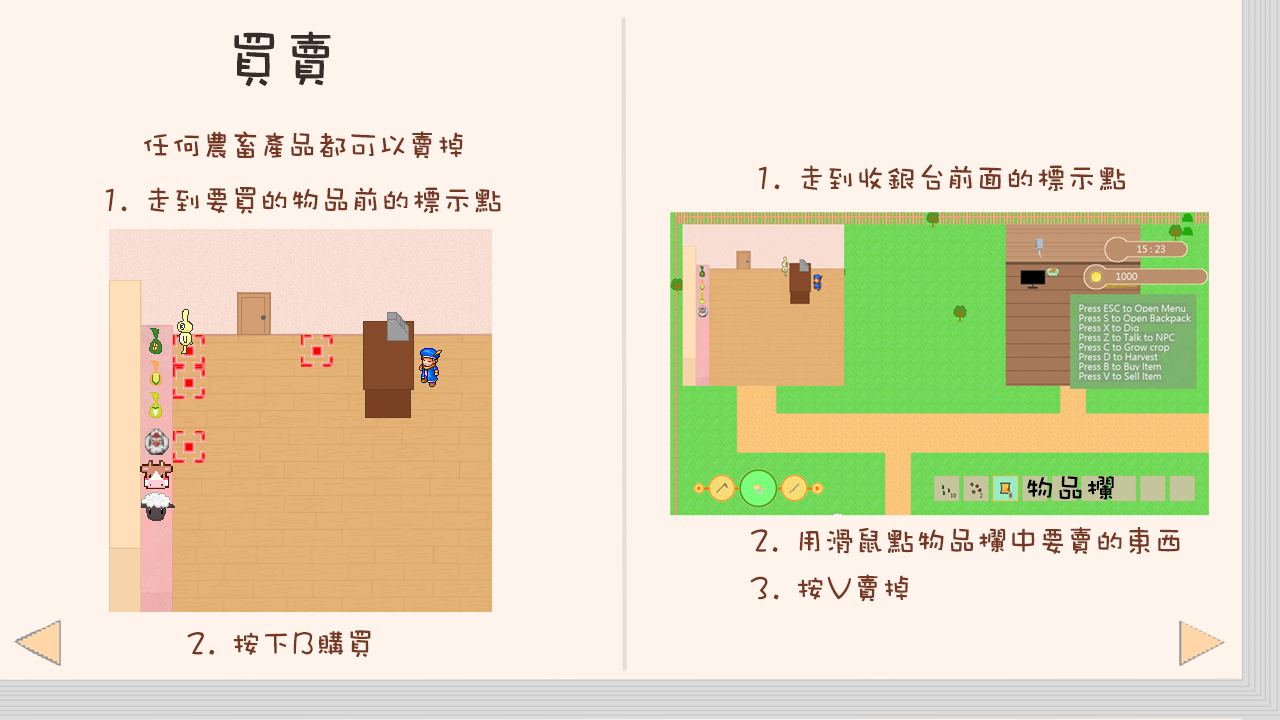 買賣
任何農畜產品都可以賣掉
1. 走到要買的物品前的標示點
2. 按下B購買
1. 走到收銀台前面的標示點
15:23
1000
Press ESC to Open Menu
Press S to Open Backpack
Press X to Dig
Press Z to Talk to NPC
Press C to Grow crop
Press D to Harvest
Press B to Buy Item
Press V to Sell Item
物品欄
2. 用滑鼠點物品欄中要賣的東西
3. 按V賣掉